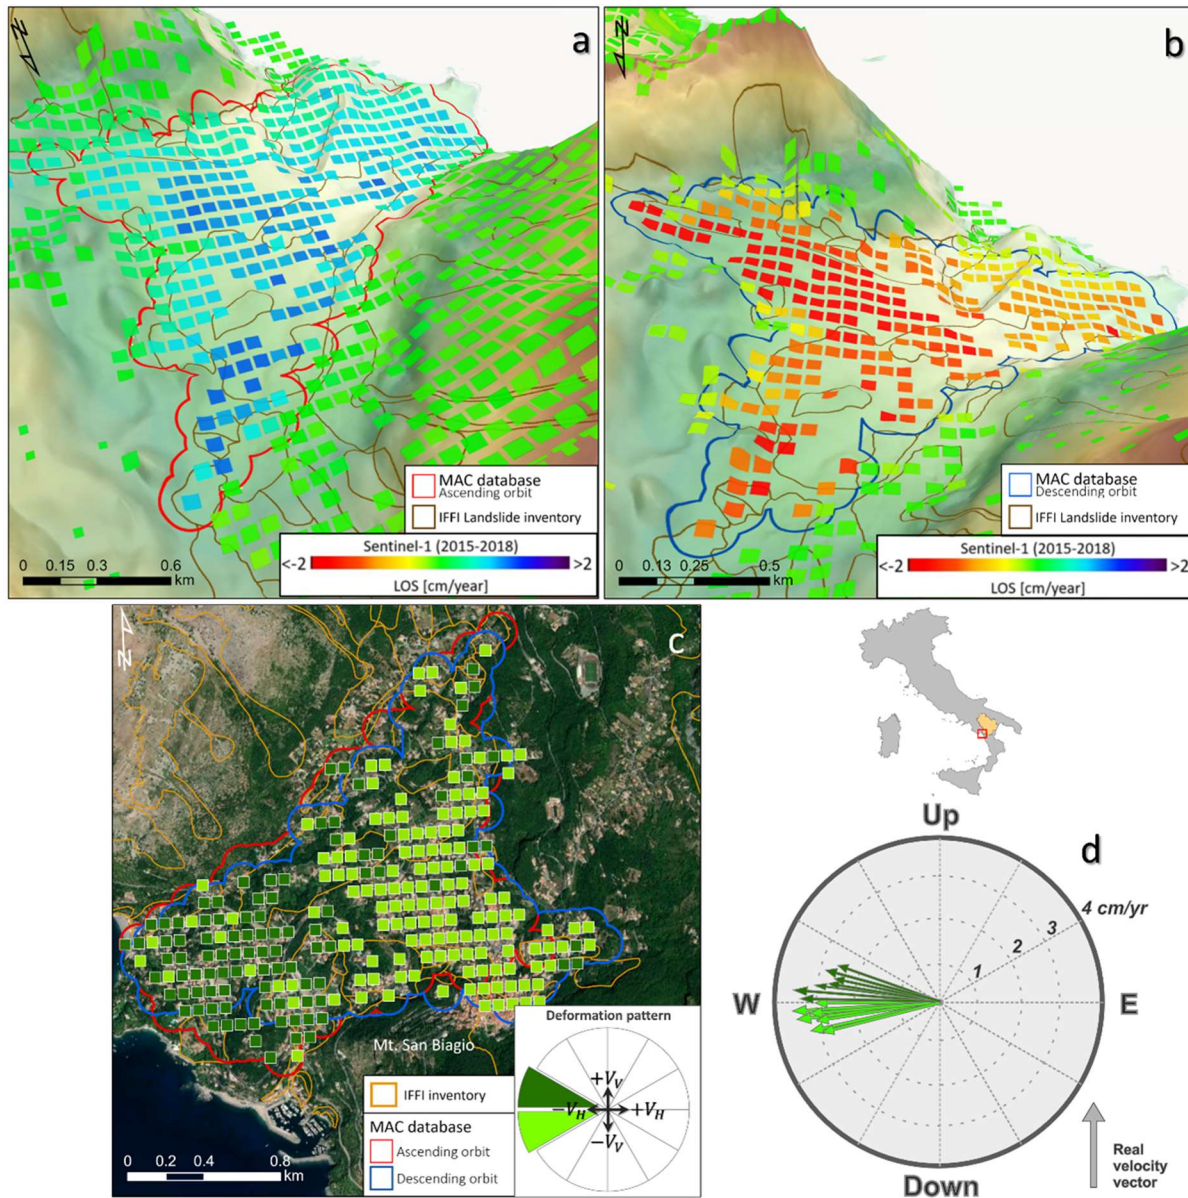 a
N
MAC database
Ascending orbit
IFFI Landslide inventory
Sentinel-1 (2015-2018)
<-2
>2
LOS [cm/year]
0 0.15 0.3 0.6
km
b
N
MAC database
Descending orbit
IFFI Landslide inventory
Sentinel-1 (2015-2018)
<-2
>2
LOS [cm/year]
0 0.13 0.25 0.5
km
c
N
Mt. San Biagio
IFFI inventory
MAC database
Ascending orbit
Descending orbit
0 0.2 0.4 0.8
km
Deformation pattern
+VV
−VH
+VH
−VV
d
Up
4 cm/yr
3
2
1
W
E
Down
Real
velocity
vector